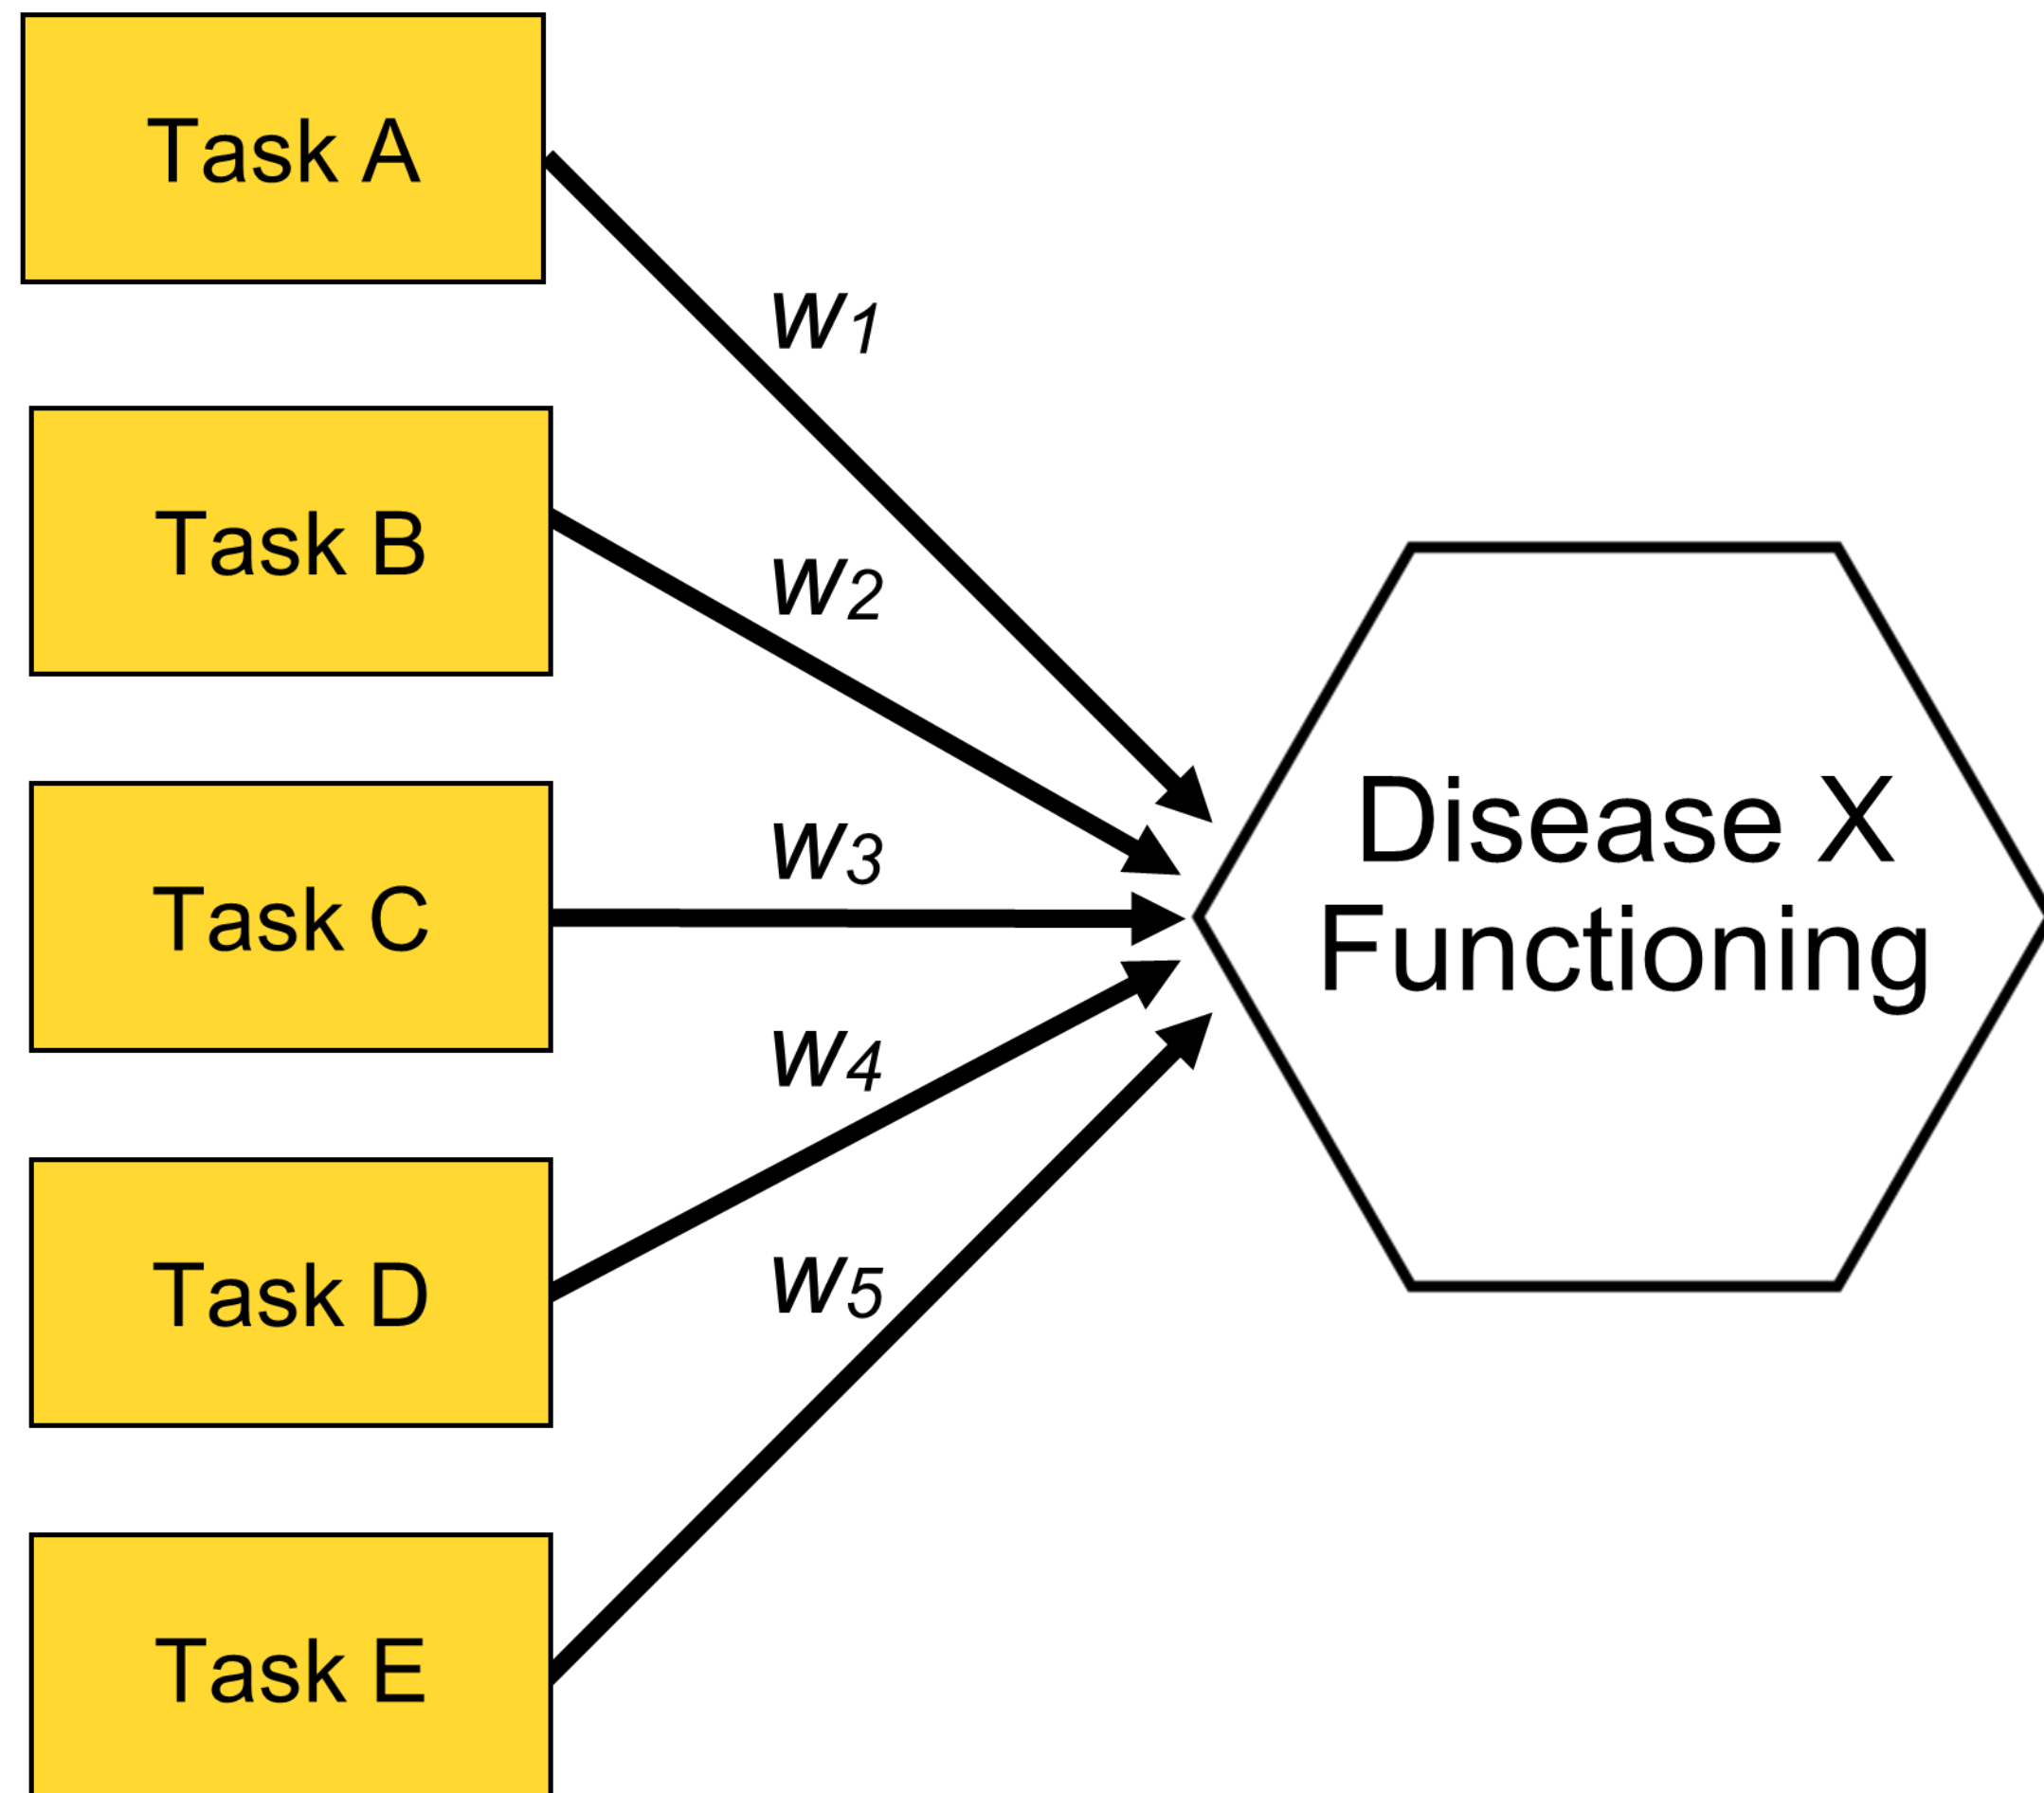 Task A
w1
Task B
w2
Task C
w3
Disease X
Functioning
w4
Task D
w5
Task E